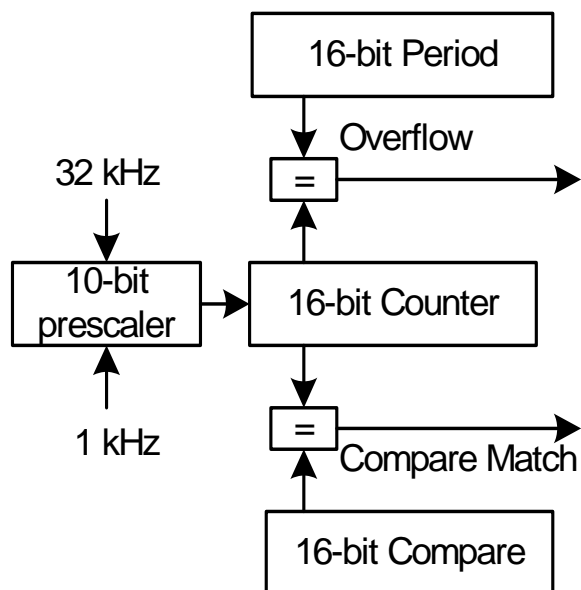 16-bit Period
Overflow
=
32 kHz
10-bit
prescaler
16-bit Counter
1 kHz
=
Compare Match
16-bit Compare